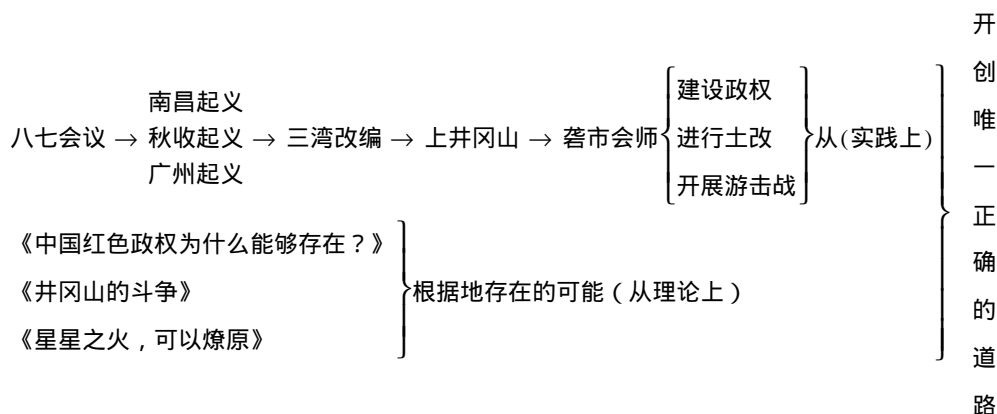 南昌起义
八七会议 → 秋收起义 → 三湾改编 → 上井冈山 → 砻市会师
广州起义
建设政权
进行土改
开展游击战
从(实践上)
《中国红色政权为什么能够存在？》
《井冈山的斗争》
《星星之火，可以燎原》
根据地存在的可能（从理论上）
开创唯一正确的道路